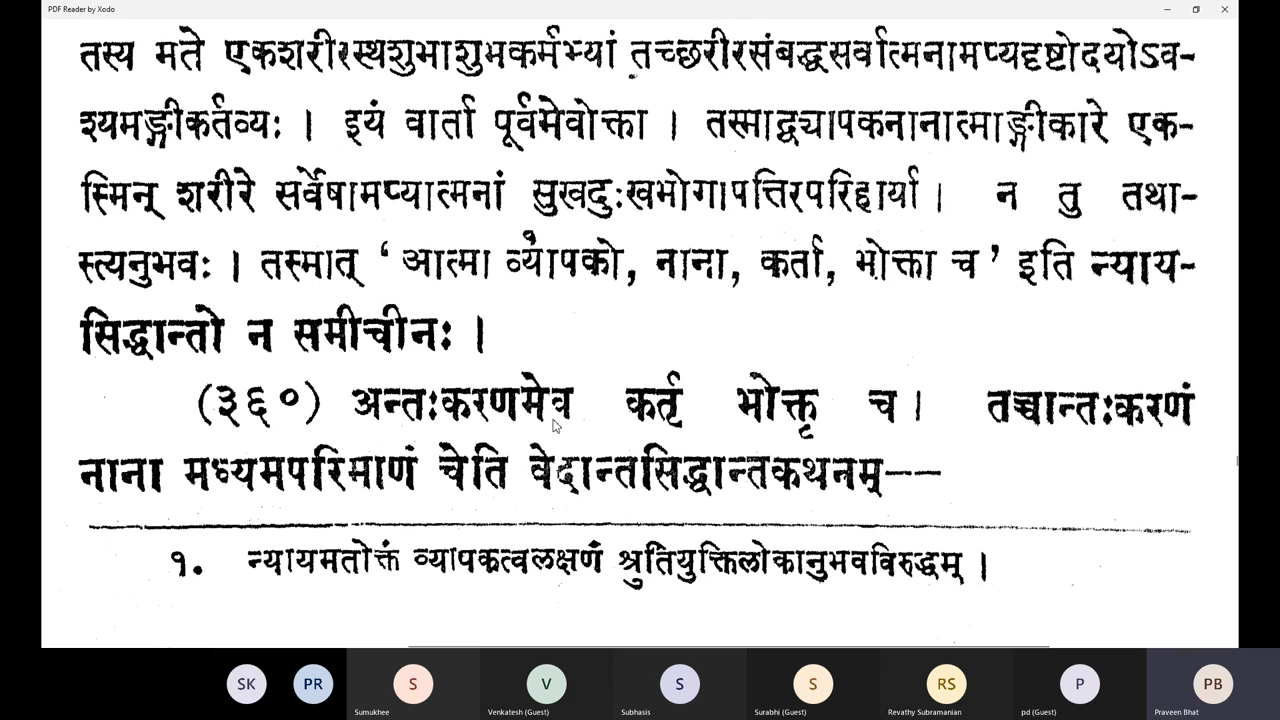 PDF Reader by Xodo
तस्य मते एकशरीरस्थशुभाशुभकर्मभ्यां तच्छरीरसंबद्धसर्वात्मनामप्यदृष्टोदयोऽव-
श्यमङ्गीकर्तव्यः । इयं वार्ता पूर्वमेवोक्ता । तस्माद्व्यापकनानात्माङ्गीकारे एक-
स्मिन् शरीरे सर्वेषामप्यात्मनां सुखदुःखभोगापत्तिरपरिहार्या । न तु तथा-
स्त्यनुभवः । तस्मात् ‘ आत्मा व्यापको१, नाना, कर्ता, भोक्ता च ’ इति न्याय-
सिद्धान्तो न समीचीनः ।
(३६०) अन्तःकरणमेव कर्तृ भोक्तृ च । तच्चान्तःकरणं
नाना मध्यमपरिमाणं चेति वेदान्तसिद्धान्तकथनम्——
१. न्यायमतोक्तं व्यापकत्वलक्षणं श्रुतियुक्तिलोकानुभवविरुद्धम् ।
SK PR S V S S RS P PB
Sumukhee Venkatesh (Guest) Subhasis Surabhi (Guest) Revathy Subramanian pd (Guest) Praveen Bhat